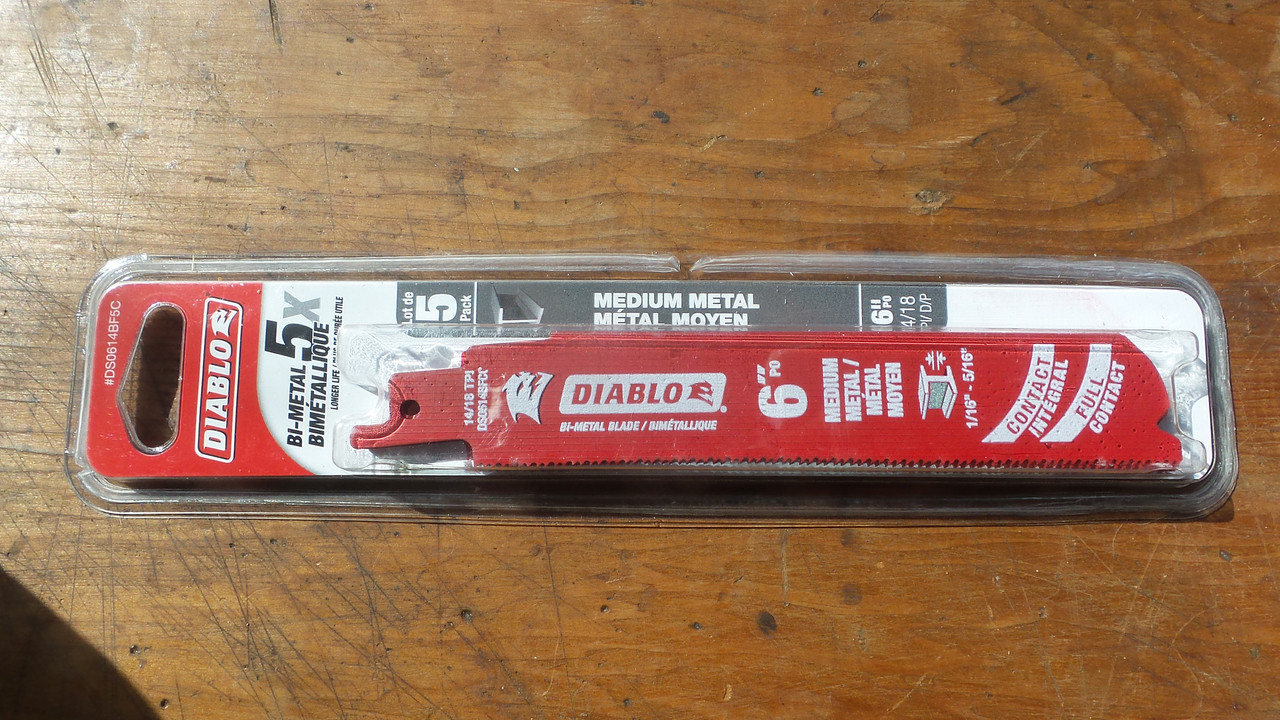 #DS0614BF5C
DIABLO
BI-METAL 5X
BIMÉTALLIQUE
LONGER LIFE /
Lot de
5
Pack
MEDIUM METAL
MÉTAL MOYEN
6" PO
14/18 TPI
DIABLO
BI-METAL BLADE / BIMÉTALLIQUE
6" PO
MEDIUM
METAL /
MÉTAL
MOYEN
1/16" - 5/16"
CONTACT
INTÉGRAL
FULL
CONTACT